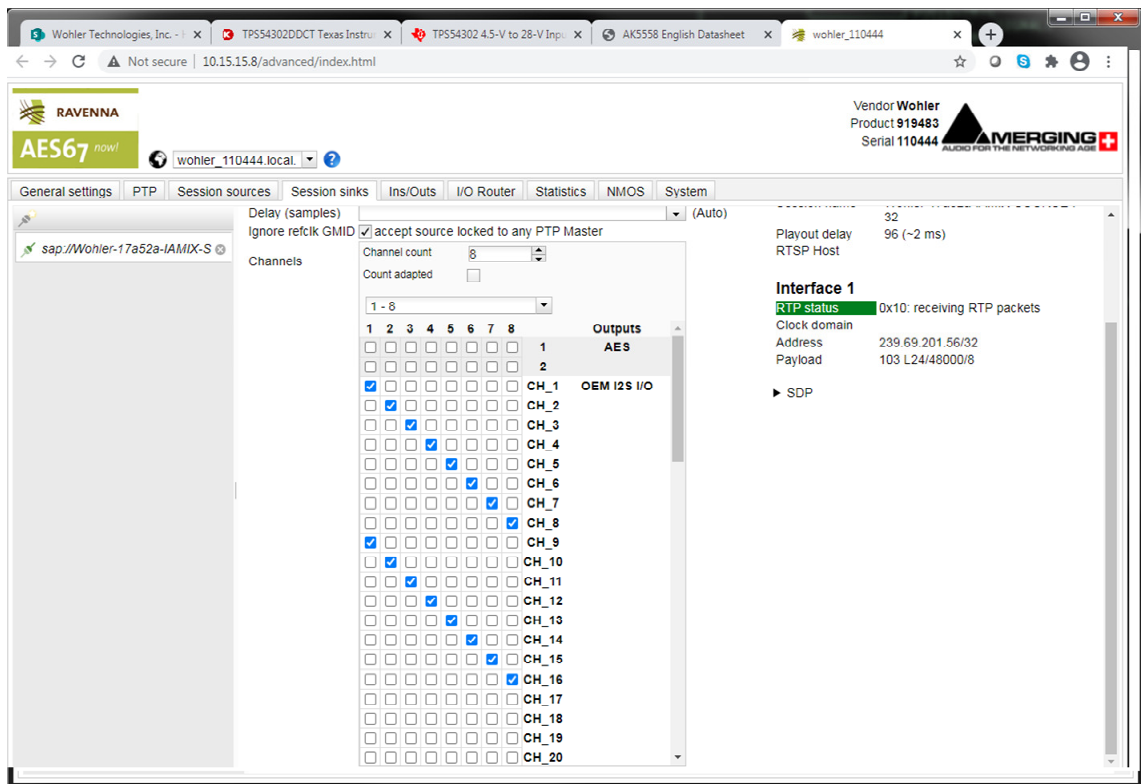 Wohler Technologies, Inc. - H
TPS54302DDCT Texas Instru
TPS54302 4.5-V to 28-V Inpu
AK5558 English Datasheet
wohler_110444
Not secure | 10.15.15.8/advanced/index.html
RAVENNA
AES67 now!
wohler_110444.local.
?
Vendor Wohler
Product 919483
Serial 110444
MERGING
AUDIO FOR THE NETWORKING AGE
General settings PTP Session sources Session sinks Ins/Outs I/O Router Statistics NMOS System
sap://Wohler-17a52a-IAMIX-S
Delay (samples) (Auto)
Ignore refclk GMID accept source locked to any PTP Master
Channels
Channel count 8
Count adapted
1 - 8
1 2 3 4 5 6 7 8 Outputs
1 AES
2
CH_1 OEM I2S I/O
CH_2
CH_3
CH_4
CH_5
CH_6
CH_7
CH_8
CH_9
CH_10
CH_11
CH_12
CH_13
CH_14
CH_15
CH_16
CH_17
CH_18
CH_19
CH_20
32
Playout delay 96 (~2 ms)
RTSP Host
Interface 1
RTP status 0x10: receiving RTP packets
Clock domain
Address 239.69.201.56/32
Payload 103 L24/48000/8
SDP